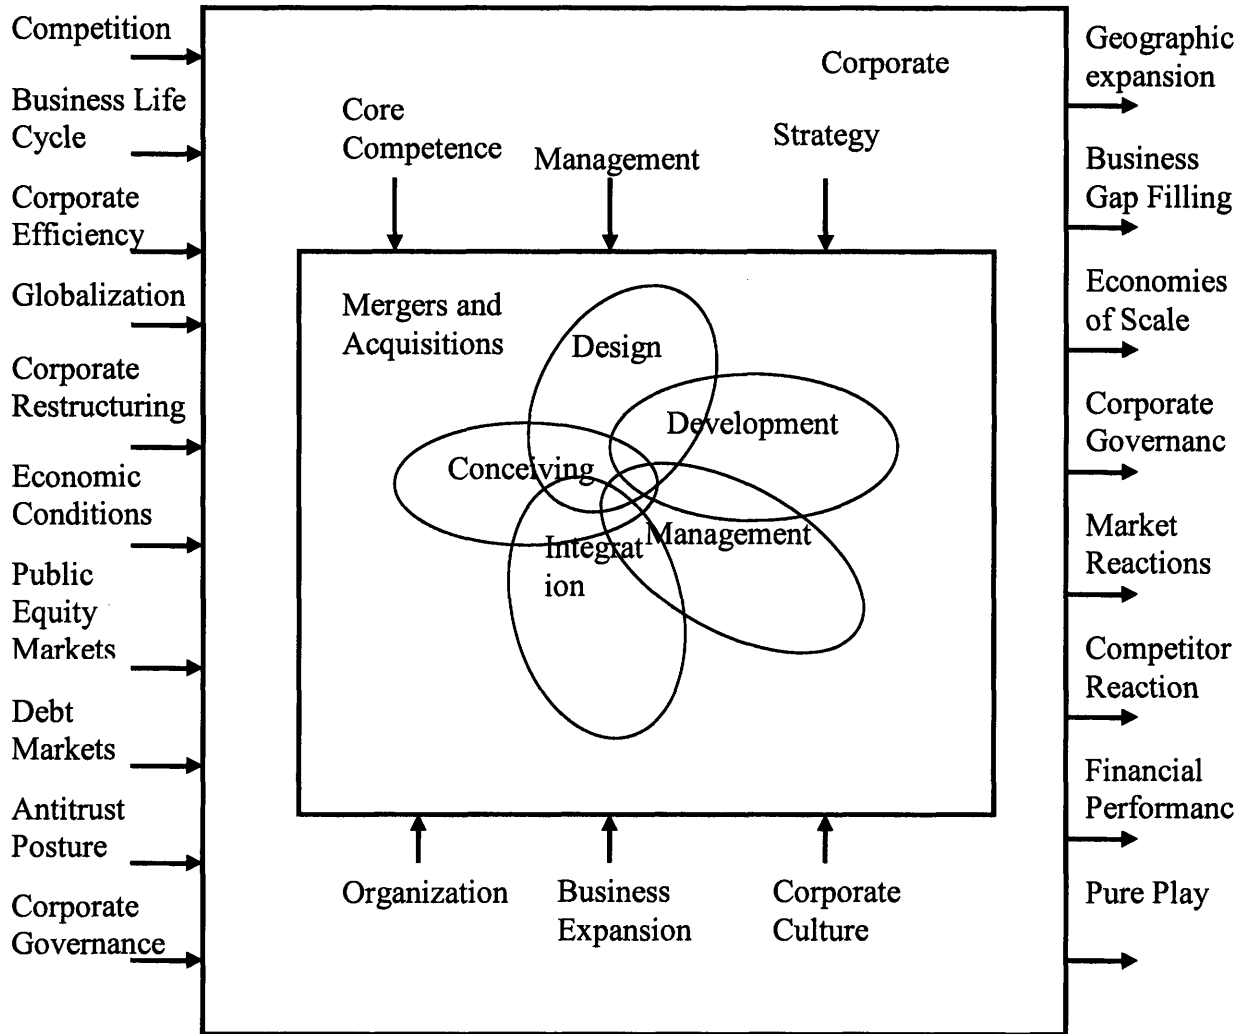 Competition
Business Life
Cycle
Corporate
Efficiency
Globalization
Corporate
Restructuring
Economic
Conditions
Public
Equity
Markets
Debt
Markets
Antitrust
Posture
Corporate
Governance
Corporate
Core
Competence
Management
Strategy
Mergers and
Acquisitions
Design
Development
Conceiving
Management
Integrat
ion
Organization
Business
Expansion
Corporate
Culture
Geographic
expansion
Business
Gap Filling
Economies
of Scale
Corporate
Governanc
Market
Reactions
Competitor
Reaction
Financial
Performanc
Pure Play